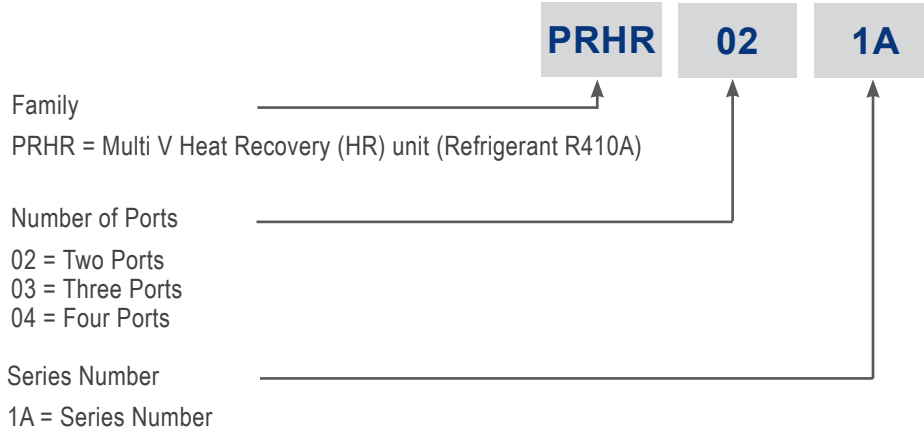 PRHR 02 1A
Family
PRHR = Multi V Heat Recovery (HR) unit (Refrigerant R410A)
Number of Ports
02 = Two Ports
03 = Three Ports
04 = Four Ports
Series Number
1A = Series Number